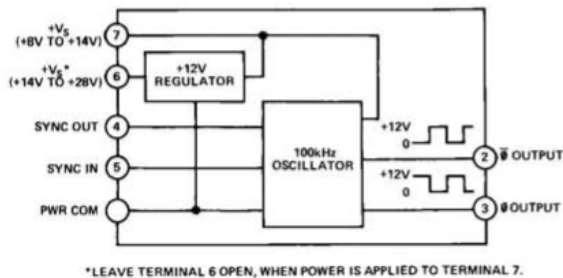 +VS
(+8V TO +14V)
7
+VS*
(+14V TO +28V)
6
+12V
REGULATOR
SYNC OUT
4
100kHz
OSCILLATOR
+12V
0
2
φ̅ OUTPUT
SYNC IN
5
+12V
0
PWR COM
3
φ OUTPUT
*LEAVE TERMINAL 6 OPEN, WHEN POWER IS APPLIED TO TERMINAL 7.